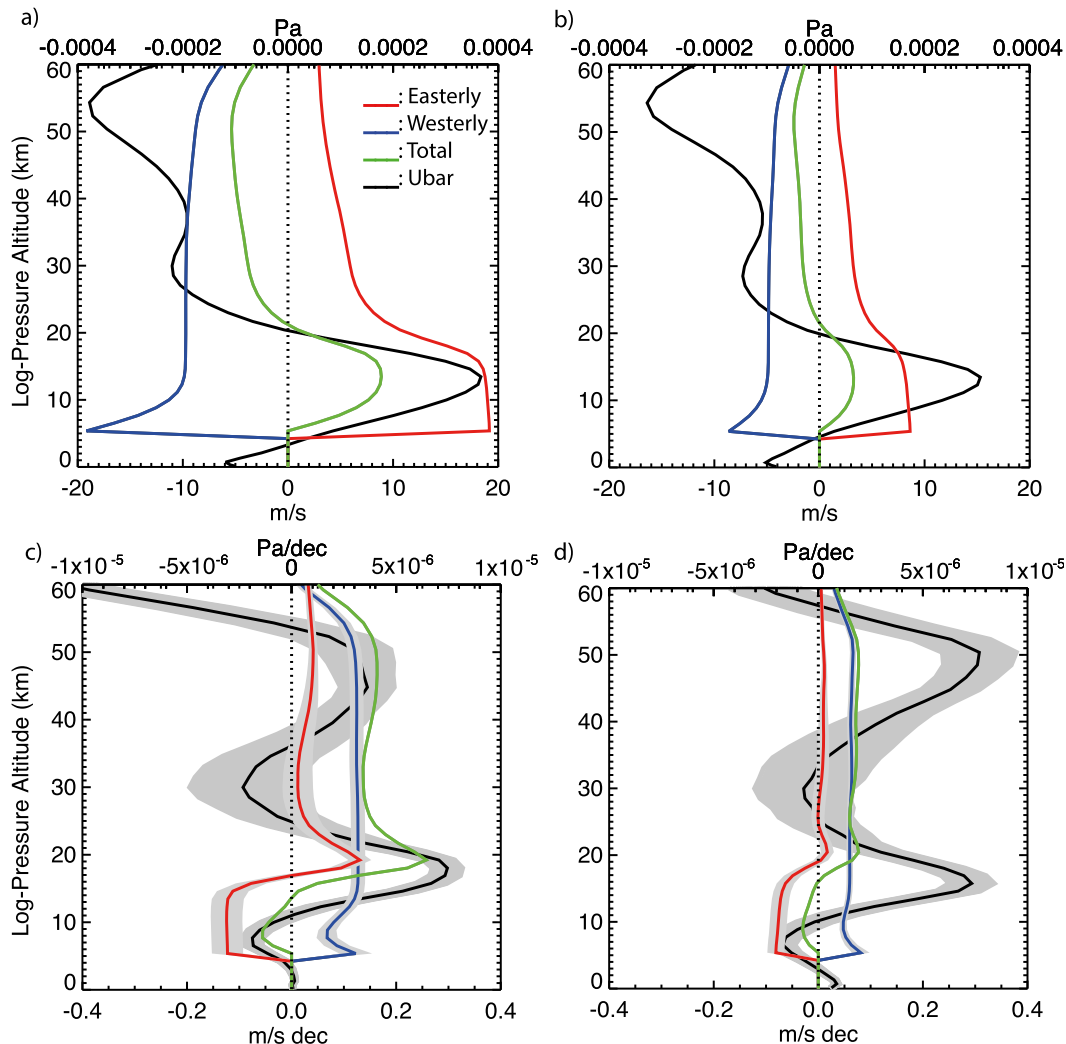 a)
Pa
-0.0004 -0.0002 0.0000 0.0002 0.0004
60
50
40
30
20
10
0
Log-Pressure Altitude (km)
: Easterly
: Westerly
: Total
: Ubar
-20 -10 0 10 20
m/s
b)
Pa
-0.0004 -0.0002 0.0000 0.0002 0.0004
60
50
40
30
20
10
0
-20 -10 0 10 20
m/s
c)
Pa/dec
-1x10-5 -5x10-6 0 5x10-6 1x10-5
60
50
40
30
20
10
0
Log-Pressure Altitude (km)
-0.4 -0.2 0.0 0.2 0.4
m/s dec
d)
Pa/dec
-1x10-5 -5x10-6 0 5x10-6 1x10-5
60
50
40
30
20
10
0
-0.4 -0.2 0.0 0.2 0.4
m/s dec